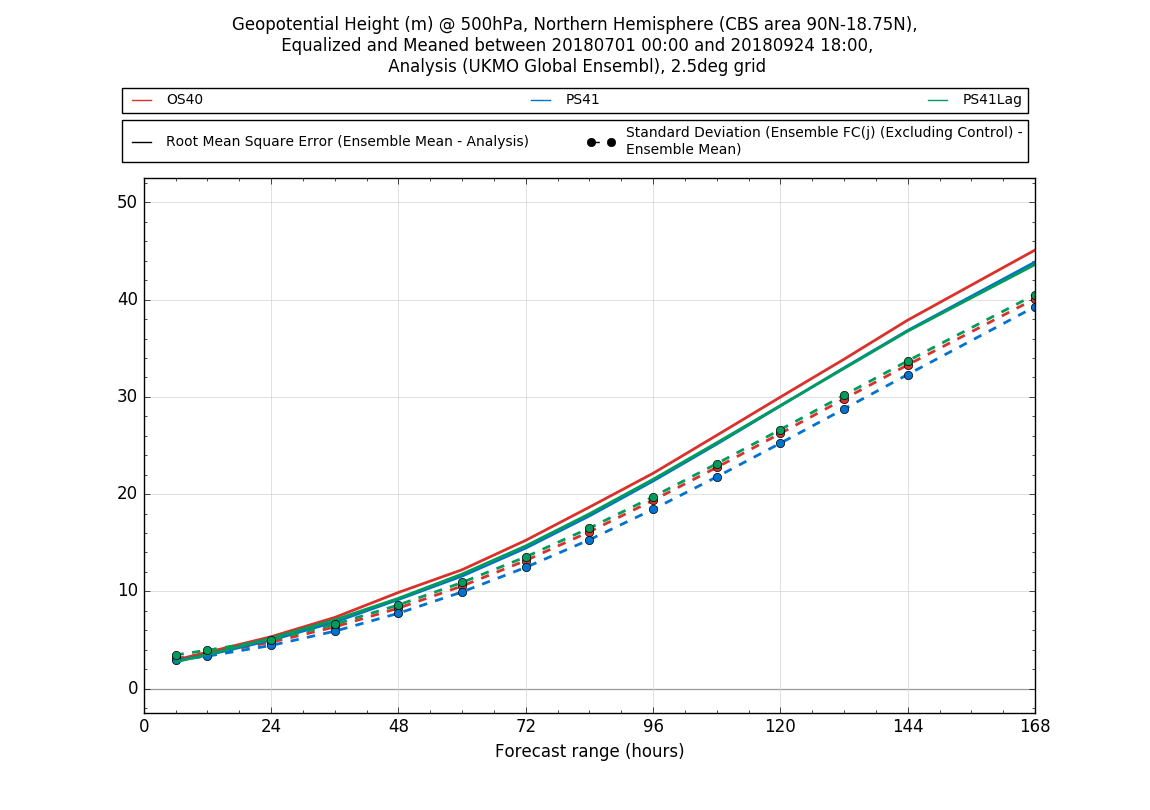 Geopotential Height (m) @ 500hPa, Northern Hemisphere (CBS area 90N-18.75N),
Equalized and Meaned between 20180701 00:00 and 20180924 18:00,
Analysis (UKMO Global Ensembl), 2.5deg grid
OS40 PS41 PS41Lag
Root Mean Square Error (Ensemble Mean - Analysis)
Standard Deviation (Ensemble FC(j) (Excluding Control) -
Ensemble Mean)
50
40
30
20
10
0
0 24 48 72 96 120 144 168
Forecast range (hours)